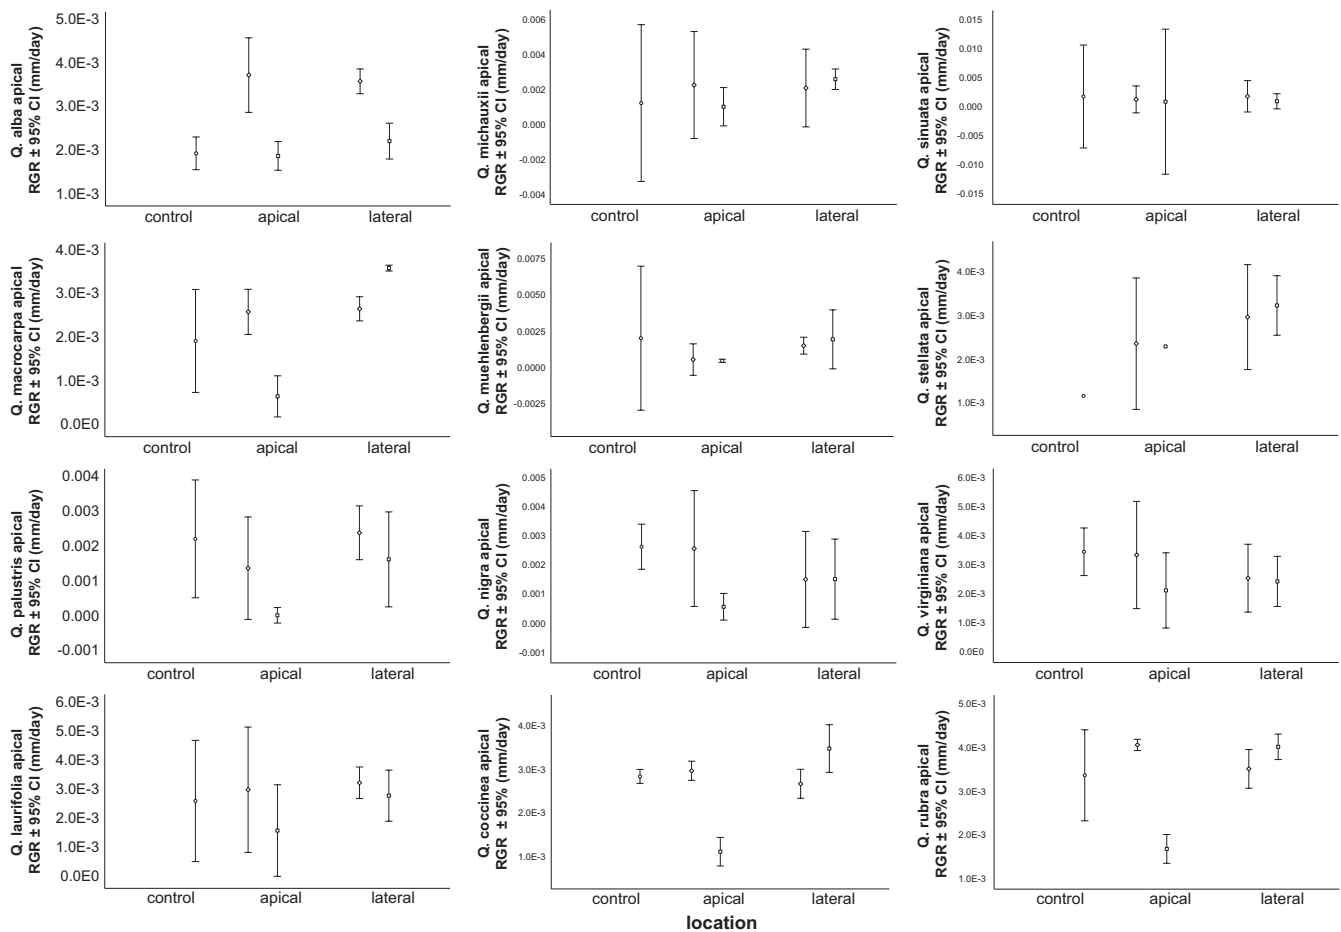 Q. alba apical
RGR ± 95% CI (mm/day)
5.0E-3
4.0E-3
3.0E-3
2.0E-3
1.0E-3
control apical lateral
Q. michauxii apical
RGR ± 95% CI (mm/day)
0.006
0.004
0.002
0.000
-0.002
-0.004
control apical lateral
Q. sinuata apical
RGR ± 95% CI (mm/day)
0.015
0.010
0.005
0.000
-0.005
-0.010
-0.015
control apical lateral
Q. macrocarpa apical
RGR ± 95% CI (mm/day)
4.0E-3
3.0E-3
2.0E-3
1.0E-3
0.0E0
control apical lateral
Q. muehlenbergii apical
RGR ± 95% CI (mm/day)
0.0075
0.0050
0.0025
0.0000
-0.0025
control apical lateral
Q. stellata apical
RGR ± 95% CI (mm/day)
4.0E-3
3.0E-3
2.0E-3
1.0E-3
control apical lateral
Q. palustris apical
RGR ± 95% CI (mm/day)
0.004
0.003
0.002
0.001
0.000
-0.001
control apical lateral
Q. nigra apical
RGR ± 95% CI (mm/day)
0.005
0.004
0.003
0.002
0.001
0.000
-0.001
control apical lateral
Q. virginiana apical
RGR ± 95% CI (mm/day)
6.0E-3
5.0E-3
4.0E-3
3.0E-3
2.0E-3
1.0E-3
0.0E0
control apical lateral
Q. laurifolia apical
RGR ± 95% CI (mm/day)
6.0E-3
5.0E-3
4.0E-3
3.0E-3
2.0E-3
1.0E-3
0.0E0
control apical lateral
Q. coccinea apical
RGR ± 95% (mm/day)
4.0E-3
3.0E-3
1.0E-3
control apical lateral
Q. rubra apical
RGR ± 95% CI (mm/day)
5.0E-3
4.0E-3
3.0E-3
2.0E-3
1.0E-3
control apical lateral
location